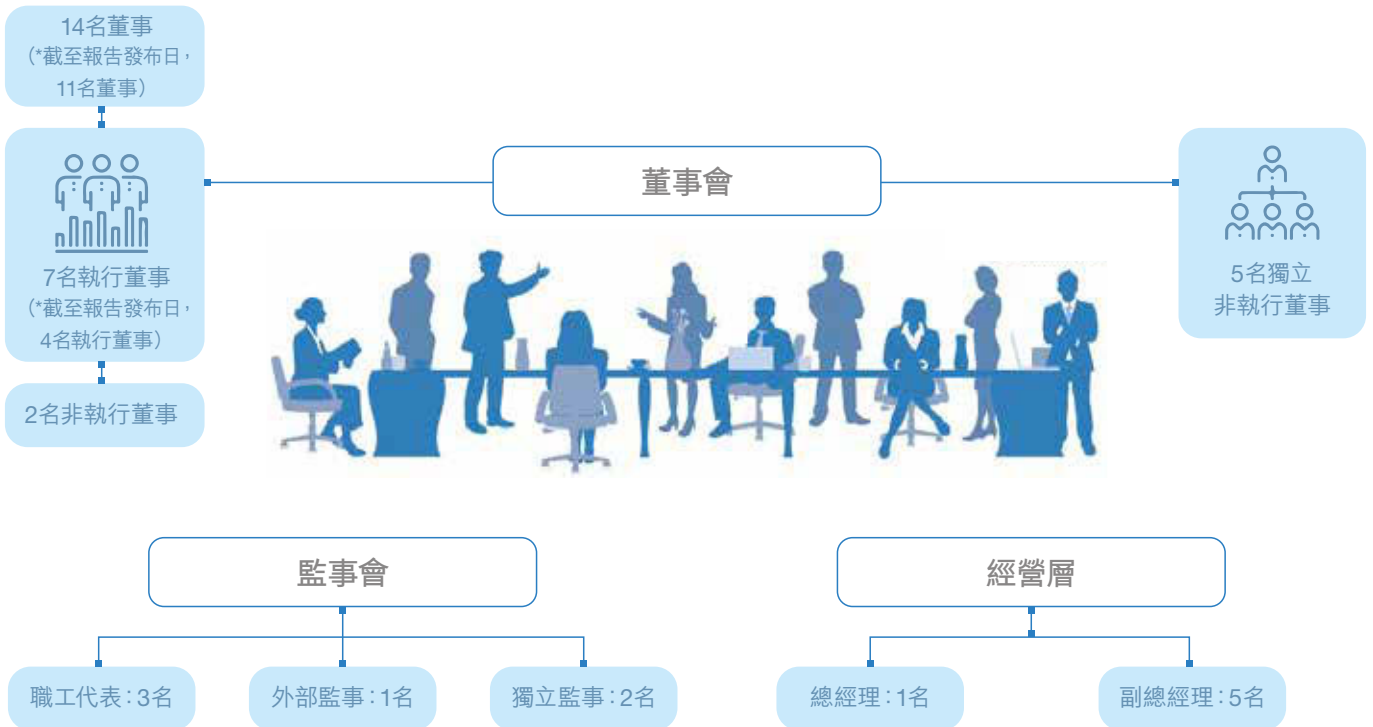 14名董事
(*截至報告發布日，
11名董事)
董事會
7名執行董事
(*截至報告發布日，
4名執行董事)
2名非執行董事
5名獨立
非執行董事
監事會
職工代表：3名
外部監事：1名
獨立監事：2名
經營層
總經理：1名
副總經理：5名